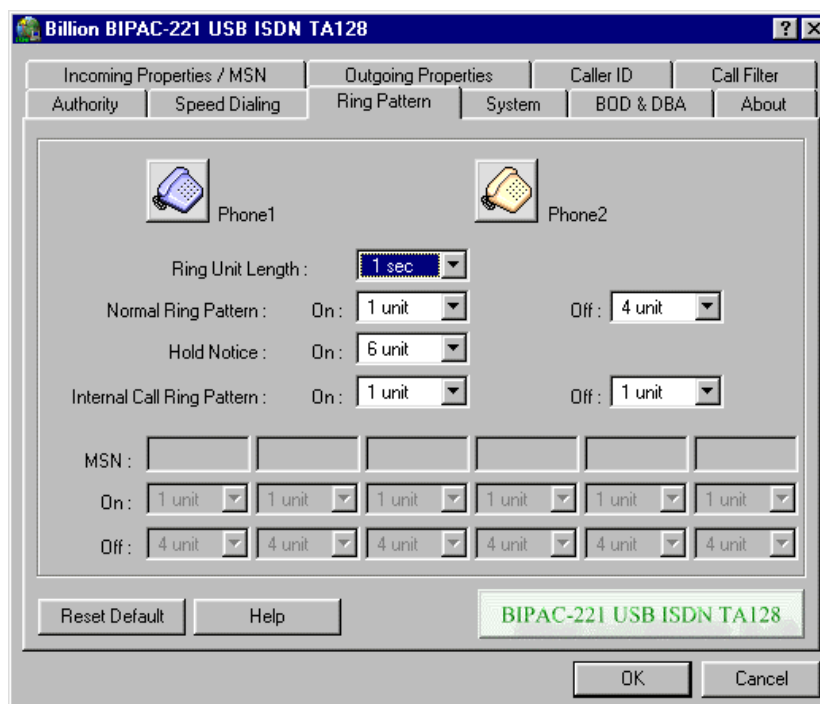 Billion BIPAC-221 USB ISDN TA128
Incoming Properties / MSN Outgoing Properties Caller ID Call Filter
Authority Speed Dialing Ring Pattern System BOD & DBA About
Phone1 Phone2
Ring Unit Length : 1 sec
Normal Ring Pattern : On : 1 unit Off : 4 unit
Hold Notice : On : 6 unit
Internal Call Ring Pattern : On : 1 unit Off : 1 unit
MSN :
On : 1 unit 1 unit 1 unit 1 unit 1 unit 1 unit
Off : 4 unit 4 unit 4 unit 4 unit 4 unit 4 unit
Reset Default Help BIPAC-221 USB ISDN TA128
OK Cancel